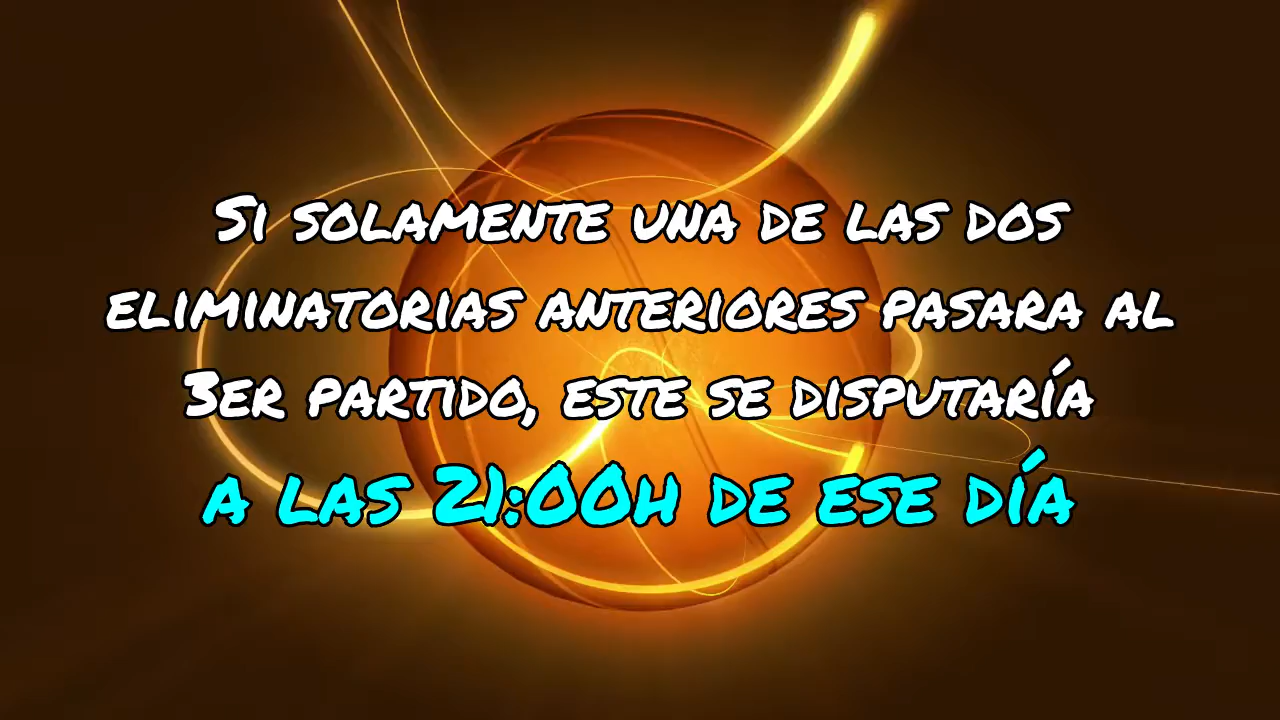 Si solamente una de las dos
eliminatorias anteriores pasara al
3er partido, este se disputaría
a las 21:00h de ese día